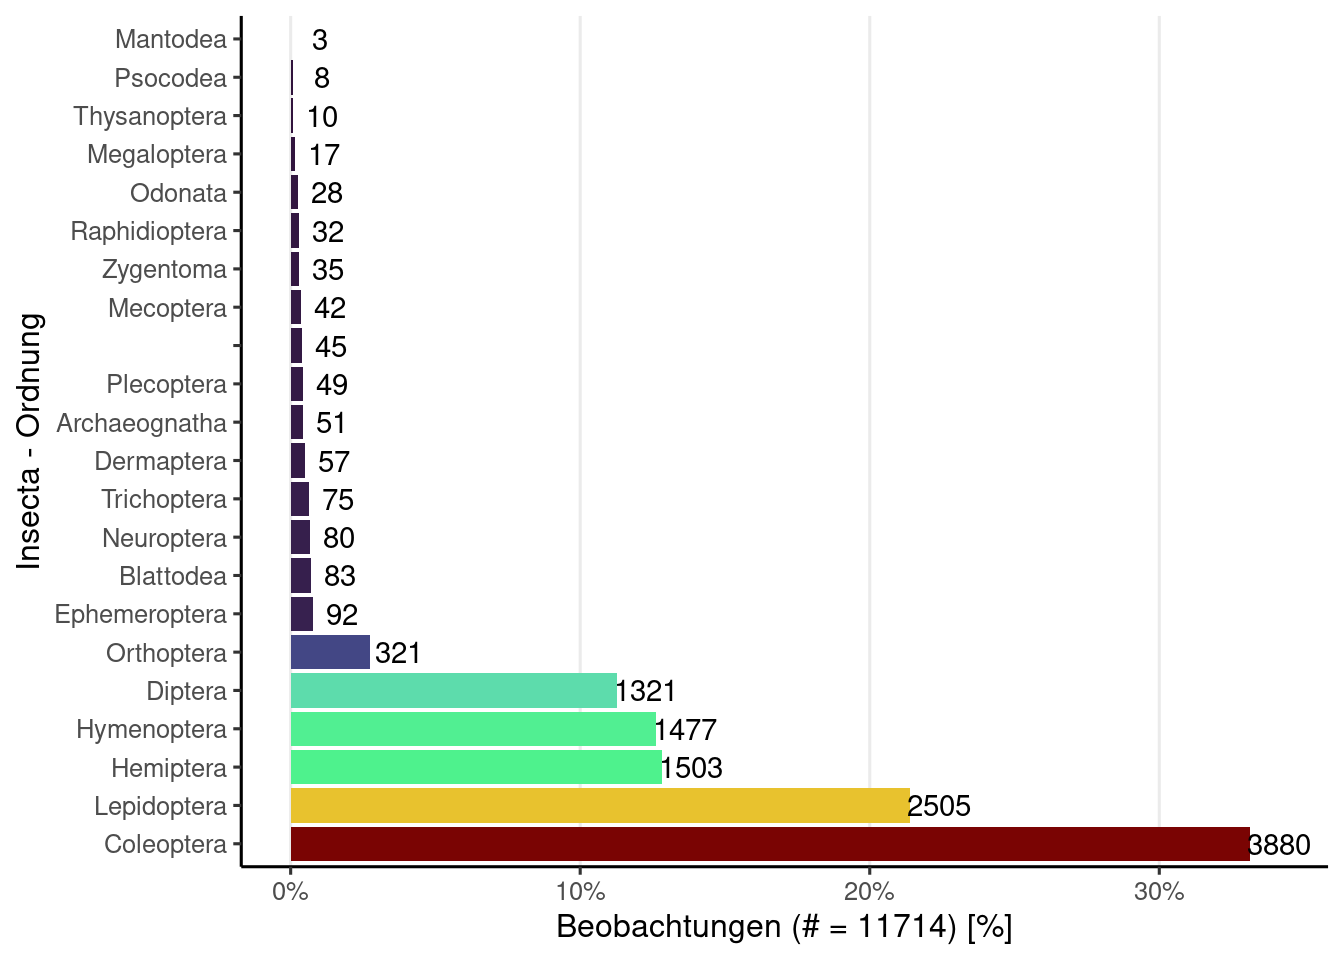 Insecta - Ordnung
Mantodea 3
Psocodea 8
Thysanoptera 10
Megaloptera 17
Odonata 28
Raphidioptera 32
Zygentoma 35
Mecoptera 42
45
Plecoptera 49
Archaeognatha 51
Dermaptera 57
Trichoptera 75
Neuroptera 80
Blattodea 83
Ephemeroptera 92
Orthoptera 321
Diptera 1321
Hymenoptera 1477
Hemiptera 1503
Lepidoptera 2505
Coleoptera 3880
0% 10% 20% 30%
Beobachtungen (# = 11714) [%]